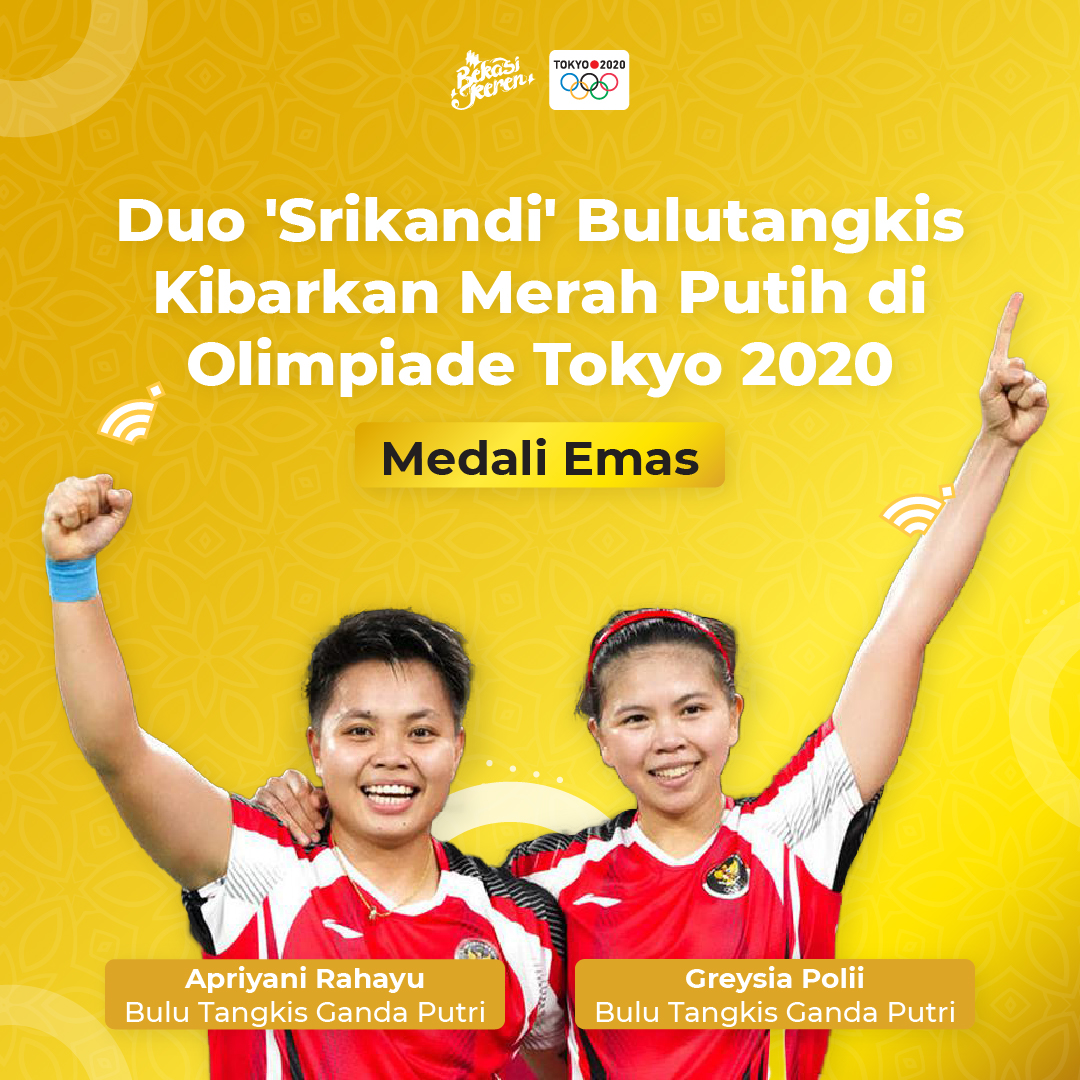 Bekasi
Keren
TOKYO 2020
Duo 'Srikandi' Bulutangkis
Kibarkan Merah Putih di
Olimpiade Tokyo 2020
Medali Emas
Apriyani Rahayu
Bulu Tangkis Ganda Putri
Greysia Polii
Bulu Tangkis Ganda Putri